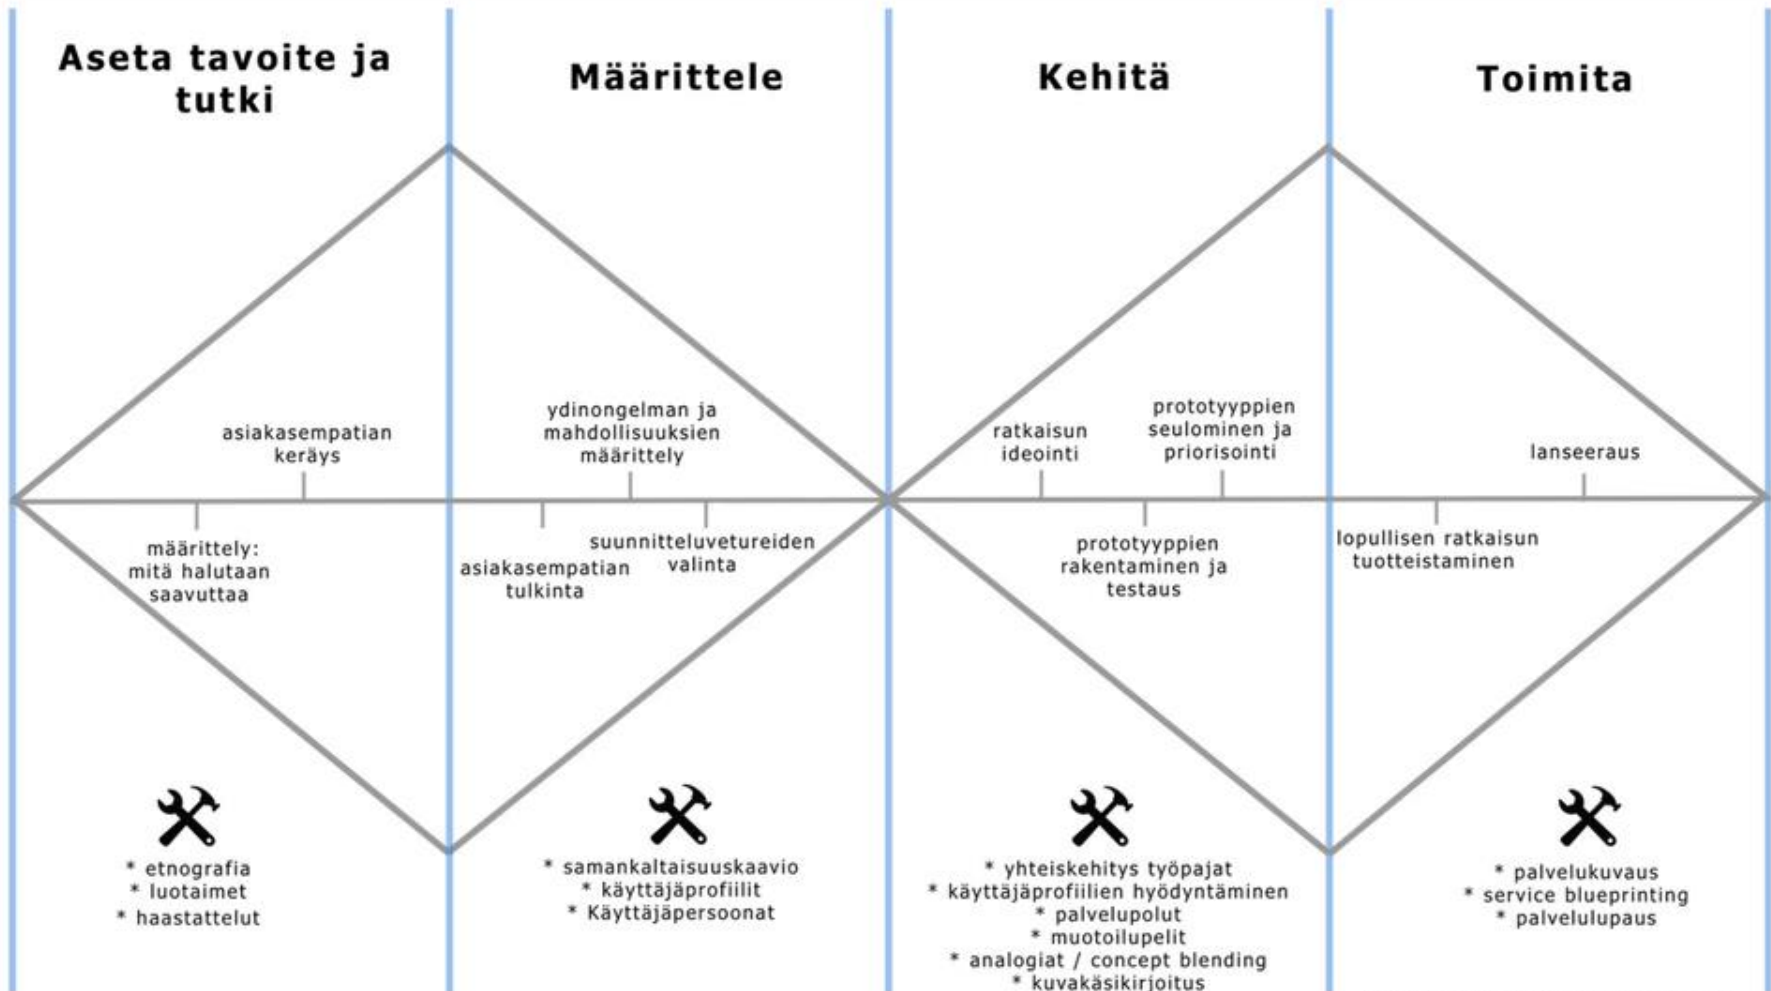 Aseta tavoite ja
tutki
Määrittele
Kehitä
Toimita
asiakasempatian
keräys
määrittely:
mitä halutaan
saavuttaa
ydinongelman ja
mahdollisuuksien
määrittely
asiakasempatian
tulkinta
suunnitteluvetureiden
valinta
ratkaisun
ideointi
prototyyppien
seulominen ja
priorisointi
prototyyppien
rakentaminen ja
testaus
lanseeraus
lopullisen ratkaisun
tuotteistaminen
* etnografia
* luotaimet
* haastattelut
* samankaltaisuuskaavio
* käyttäjäprofiilit
* Käyttäjäpersoonat
* yhteiskehitys työpajat
* käyttäjäprofiilien hyödyntäminen
* palvelupolut
* muotoilupelit
* analogiat / concept blending
* kuvakäsikirjoitus
* palvelukuvaus
* service blueprinting
* palvelulupaus